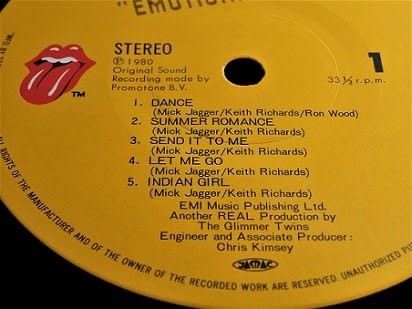 "EMOTION
STEREO
℗ 1980
Original Sound
Recording made by
Promotone B.V.
1
33⅓ r.p.m.
TM
1. DANCE
(Mick Jagger/Keith Richards/Ron Wood)
2. SUMMER ROMANCE
(Mick Jagger/Keith Richards)
3. SEND IT TO ME
(Mick Jagger/Keith Richards)
4. LET ME GO
(Mick Jagger/Keith Richards)
5. INDIAN GIRL
(Mick Jagger/Keith Richards)
EMI Music Publishing Ltd.
Another REAL Production by
The Glimmer Twins
Engineer and Associate Producer:
Chris Kimsey
JASRAC
ALL RIGHTS OF THE MANUFACTURER AND OF THE OWNER OF THE RECORDED WORK ARE RESERVED. UNAUTHORIZED